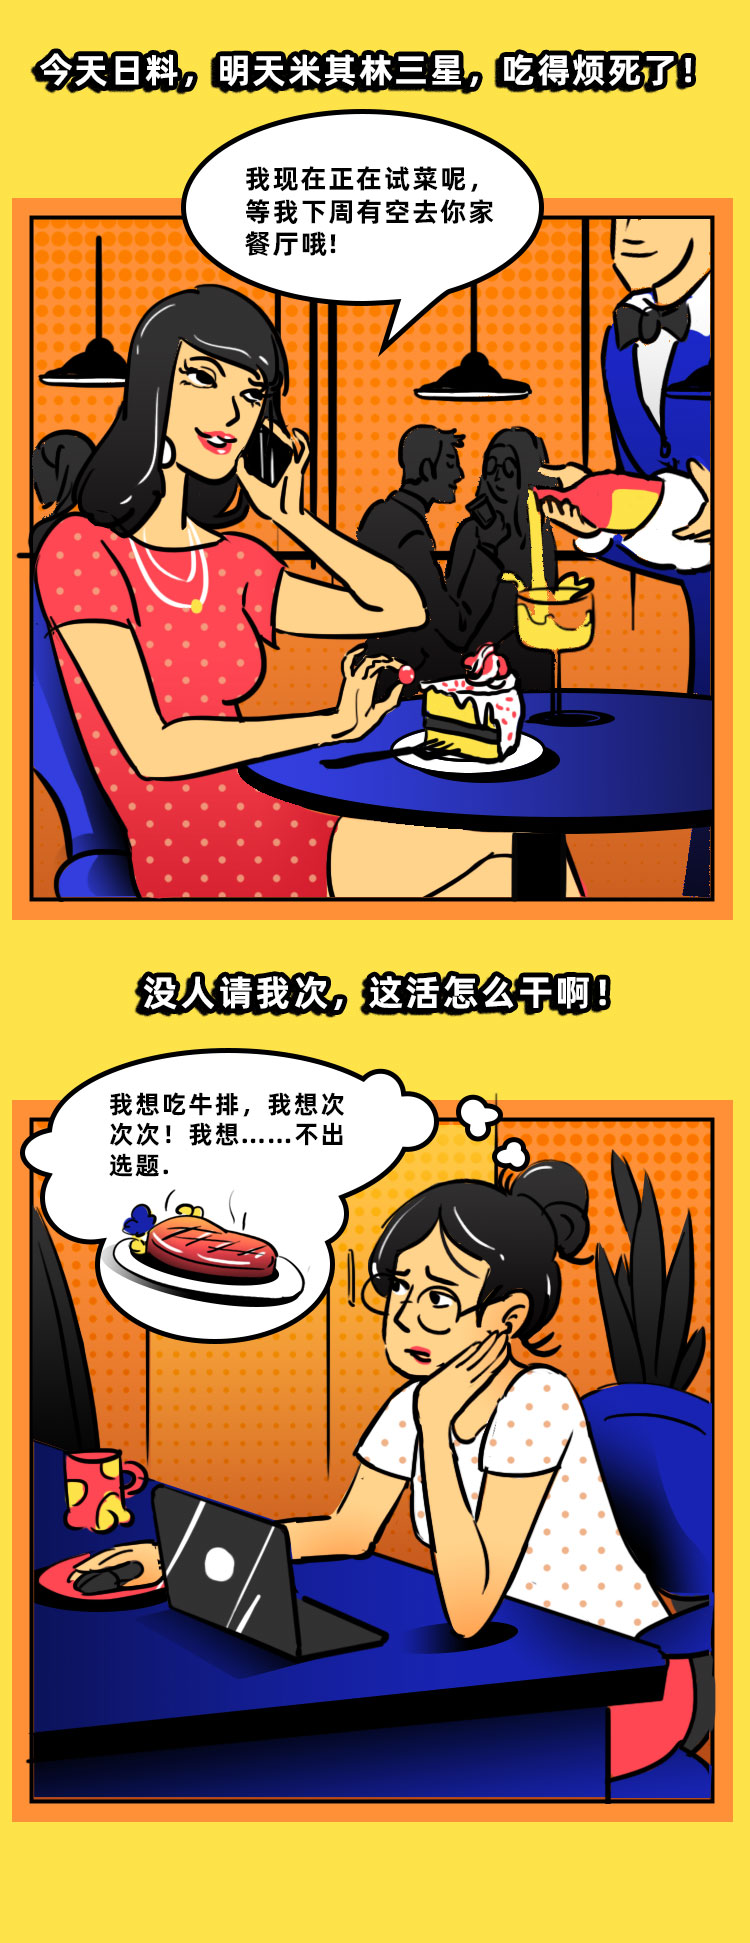 今天日料，明天米其林三星，吃得烦死了！
我现在正在试菜呢，
等我下周有空去你家
餐厅哦！
没人请我次，这活怎么干啊！
我想吃牛排，我想次
次次！我想……不出
选题.